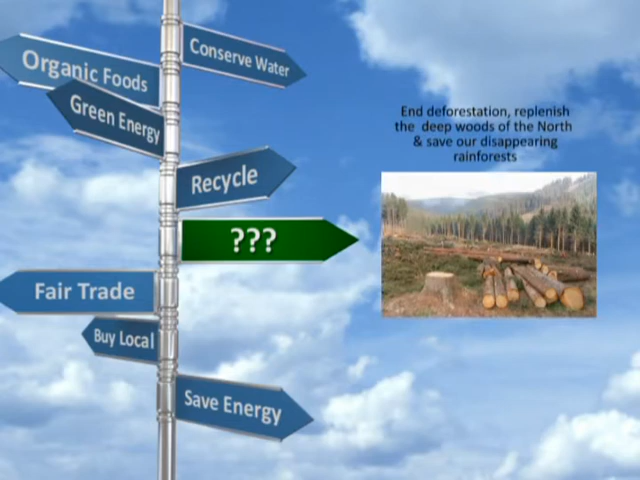 Conserve Water
Organic Foods
Green Energy
Recycle
???
Fair Trade
Buy Local
Save Energy
End deforestation, replenish
the deep woods of the North
& save our disappearing
rainforests